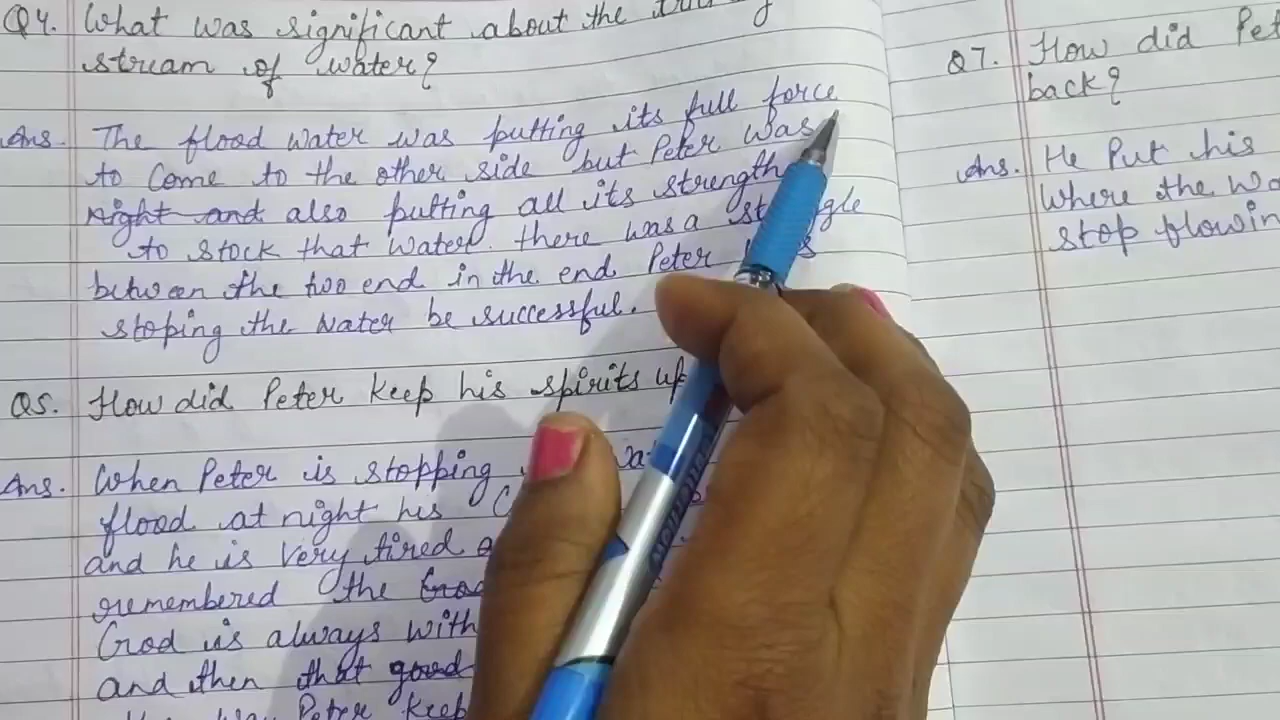 Q4. What was significant about the
stream of water?
Ans. The flood water was putting its full force
to come to the other side but Peter was
right and also putting all its strength
to stock that water. there was a struggle
between the two end in the end Peter
stoping the water be successful.
Q5. How did Peter keep his spirits up
Ans. When Peter is stopping
flood at night his
and he is very tired
remembered the
God is always with
and then that good
Peter keep
Q7. How did
back?
Ans. He Put his
where the
stop